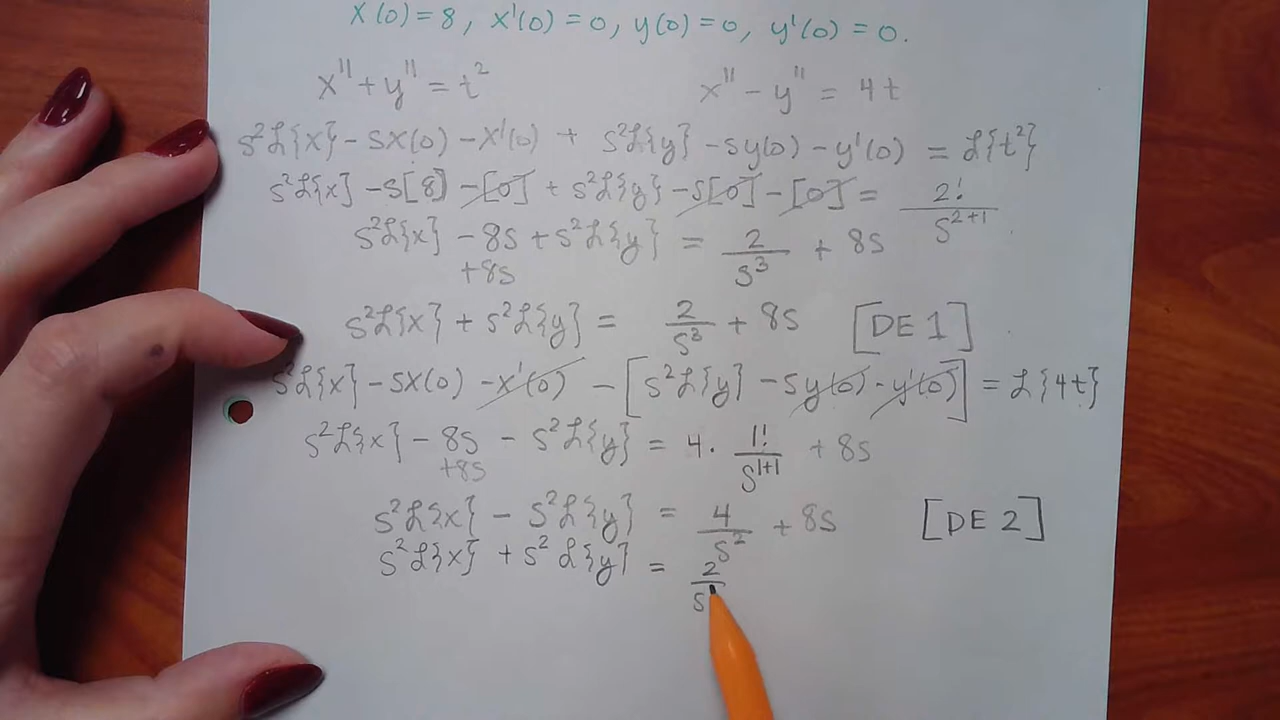 x(0) = 8, x'(0) = 0, y(0) = 0, y'(0) = 0.
x'' + y'' = t² x'' - y'' = 4t
s²ℒ{x} - sx(0) - x'(0) + s²ℒ{y} - sy(0) - y'(0) = ℒ{t²}
s²ℒ{x} - s[8] - [0] + s²ℒ{y} - s[0] - [0] = 2!/s^(2+1)
s²ℒ{x} - 8s + s²ℒ{y} = 2/s³ + 8s
+8s
s²ℒ{x} + s²ℒ{y} = 2/s³ + 8s [DE 1]
s²ℒ{x} - sx(0) - x'(0) - [s²ℒ{y} - sy(0) - y'(0)] = ℒ{4t}
s²ℒ{x} - 8s - s²ℒ{y} = 4 · 1!/s^(1+1) + 8s
+8s
s²ℒ{x} - s²ℒ{y} = 4/s² + 8s [DE 2]
s²ℒ{x} + s²ℒ{y} = 2/s